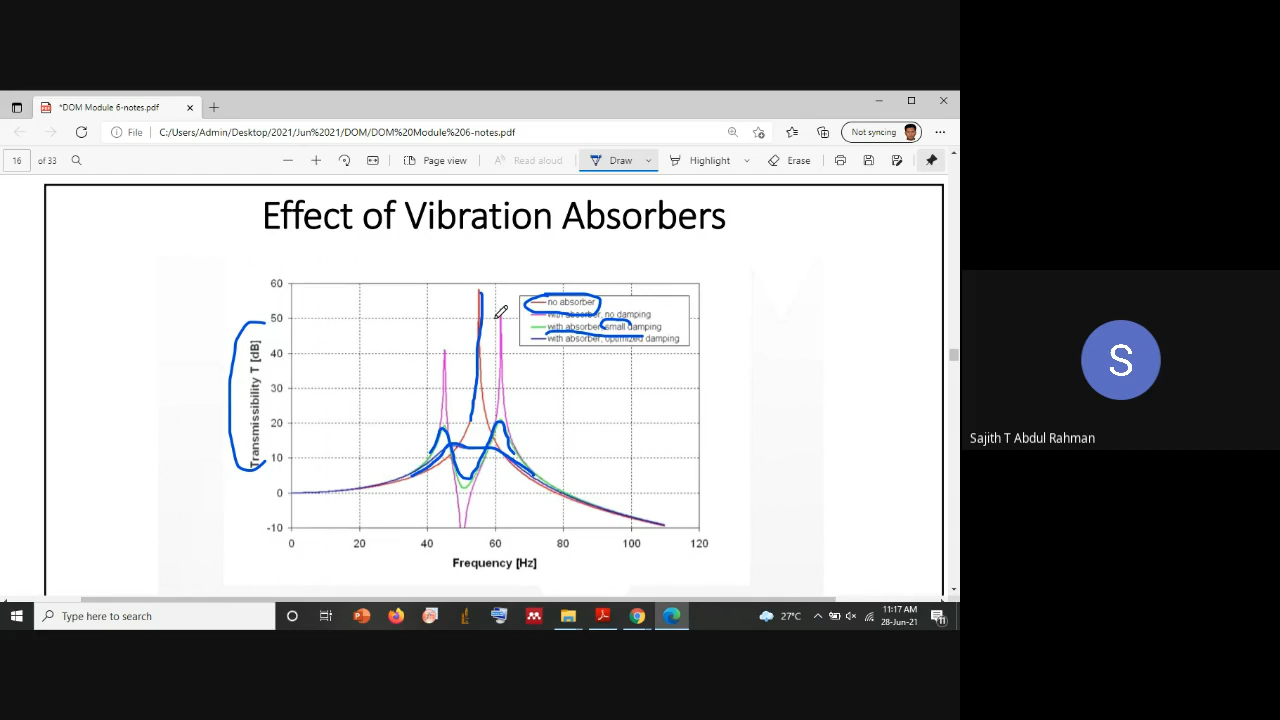 *DOM Module 6-notes.pdf
File
C:/Users/Admin/Desktop/2021/Jun%2021/DOM/DOM%20Module%206-notes.pdf
Not syncing
16 of 33
Page view
Read aloud
Draw
Highlight
Erase
Effect of Vibration Absorbers
60
50
40
30
20
10
0
-10
Transmissibility T [dB]
no absorber
with absorber, no damping
with absorber, small damping
with absorber, optimized damping
0 20 40 60 80 100 120
Frequency [Hz]
S
Sajith T Abdul Rahman
Type here to search
27°C
11:17 AM
28-Jun-21